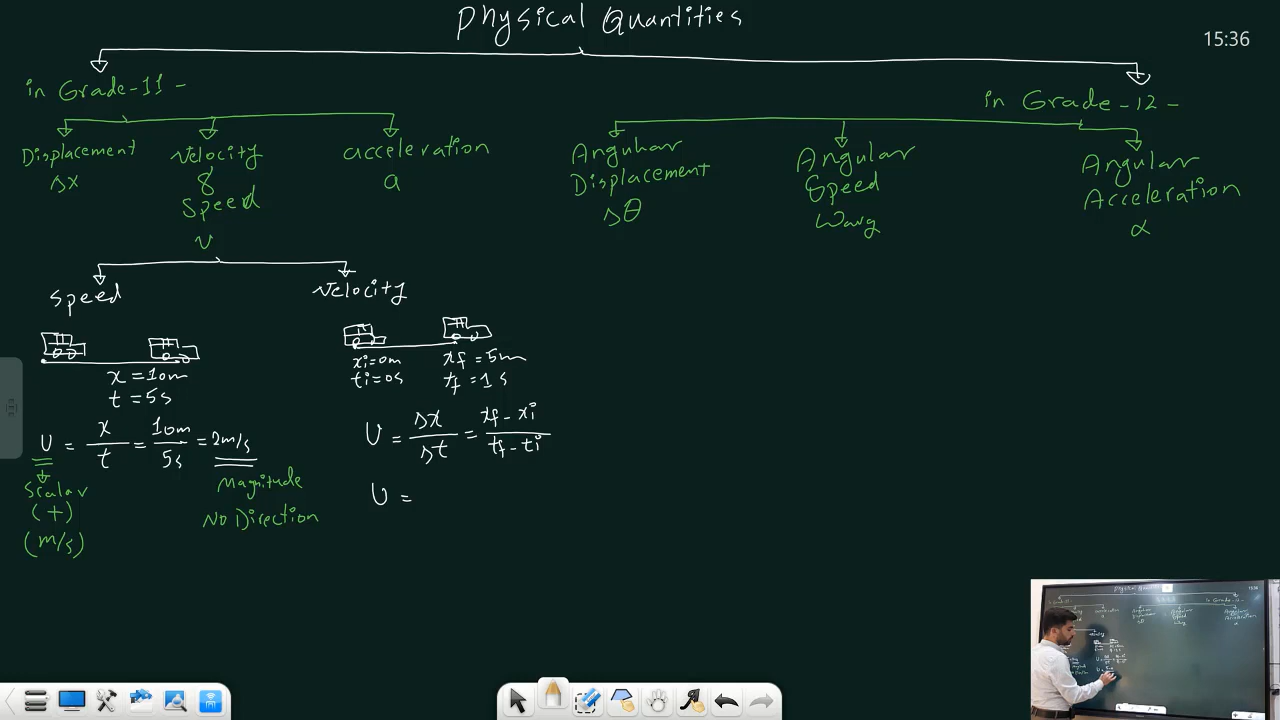 Physical Quantities
15:36
in Grade-11-
in Grade-12-
Displacement
Δx
Velocity
&
Speed
v
acceleration
a
Angular
Displacement
Δθ
Angular
Speed
Wavg
Angular
Acceleration
α
Speed
Velocity
x = 10m
t = 5s
xi=0m
ti=0s
xf = 5m
tf = 1s
U = x/t = 10m/5s = 2m/s
U = Δx/Δt = xf - xi/tf - ti
U =
Scalar
(+)
(m/s)
Magnitude
No Direction